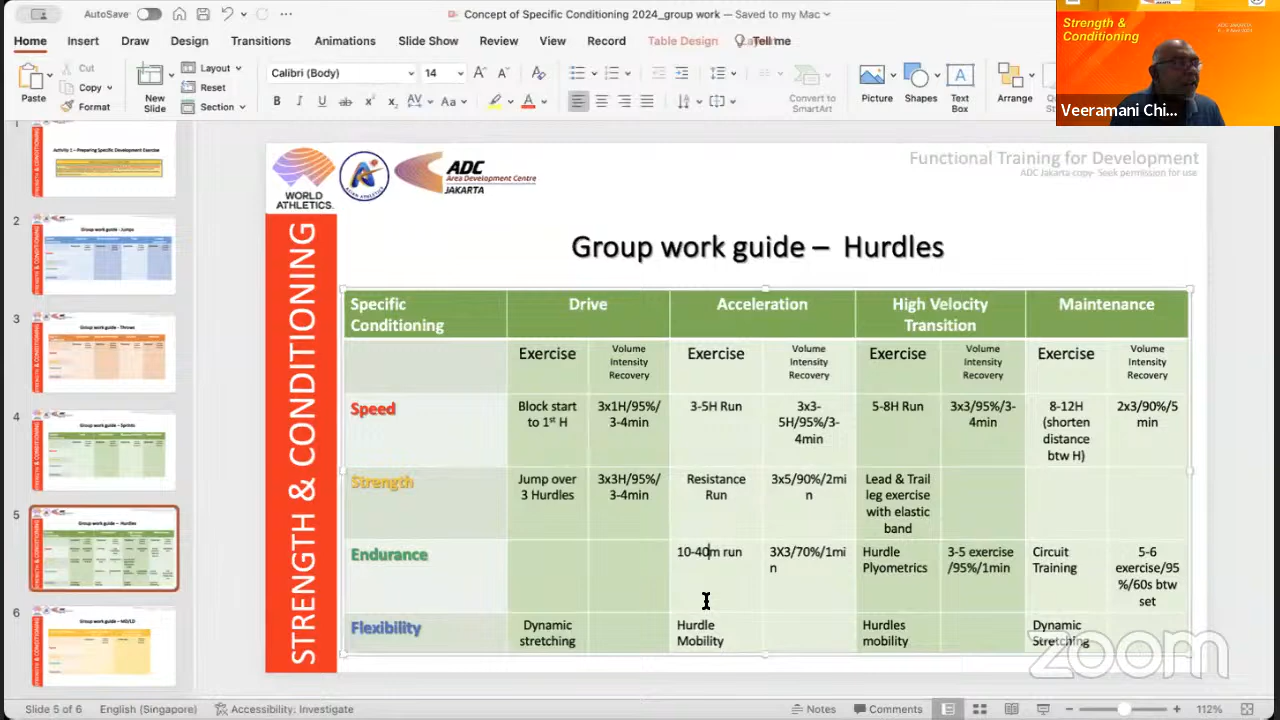 AutoSave
Concept of Specific Conditioning 2024_group work — Saved to my Mac
Home Insert Draw Design Transitions Animations Slide Show Review View Record Table Design Tell me
Paste
Cut
Copy
Format
New
Slide
Layout
Reset
Section
Calibri (Body) 14
Convert to
SmartArt
Picture
Shapes
Text
Box
Arrange
Strength &
Conditioning
ADC JAKARTA
Veeramani Chi...
Activity 1 – Preparing Specific Development Exercise
2
Group work guide - Jumps
3
Group work guide - Throws
4
Group work guide - Sprints
5
Group work guide - Hurdles
6
Group work guide - MD/LD
WORLD
ATHLETICS.
ASIAN ATHLETICS
ADC
Area Development Centre
JAKARTA
Functional Training for Development
ADC Jakarta copy- Seek permission for use
STRENGTH & CONDITIONING
Group work guide – Hurdles
Specific
Conditioning
Drive
Acceleration
High Velocity
Transition
Maintenance
Exercise
Volume
Intensity
Recovery
Exercise
Volume
Intensity
Recovery
Exercise
Volume
Intensity
Recovery
Exercise
Volume
Intensity
Recovery
Speed
Block start
to 1st H
3x1H/95%/
3-4min
3-5H Run
3x3-
5H/95%/3-
4min
5-8H Run
3x3/95%/3-
4min
8-12H
(shorten
distance
btw H)
2x3/90%/5
min
Strength
Jump over
3 Hurdles
3x3H/95%/
3-4min
Resistance
Run
3x5/90%/2mi
n
Lead & Trail
leg exercise
with elastic
band
Endurance
10-40m run
3X3/70%/1mi
n
Hurdle
Plyometrics
3-5 exercise
/95%/1min
Circuit
Training
5-6
exercise/95
%/60s btw
set
Flexibility
Dynamic
stretching
Hurdle
Mobility
Hurdles
mobility
Dynamic
Stretching
zoom
Slide 5 of 6 English (Singapore) Accessibility: Investigate Notes Comments 112%